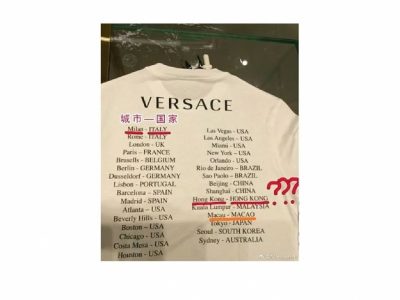 VERSACE
城市—国家
Milan - ITALY
Rome - ITALY
London - UK
Paris - FRANCE
Brussels - BELGIUM
Berlin - GERMANY
Dusseldorf - GERMANY
Lisbon - PORTUGAL
Barcelona - SPAIN
Madrid - SPAIN
Atlanta - USA
Beverly Hills - USA
Boston - USA
Chicago - USA
Costa Mesa - USA
Houston - USA
Las Vegas - USA
Los Angeles - USA
Miami - USA
New York - USA
Orlando - USA
Rio de Janeiro - BRAZIL
Sao Paolo - BRAZIL
Beijing - CHINA
Shanghai - CHINA
Hong Kong - HONG KONG
???
Kuala Lumpur - MALAYSIA
Macau - MACAO
Tokyo - JAPAN
Seoul - SOUTH KOREA
Sydney - AUSTRALIA